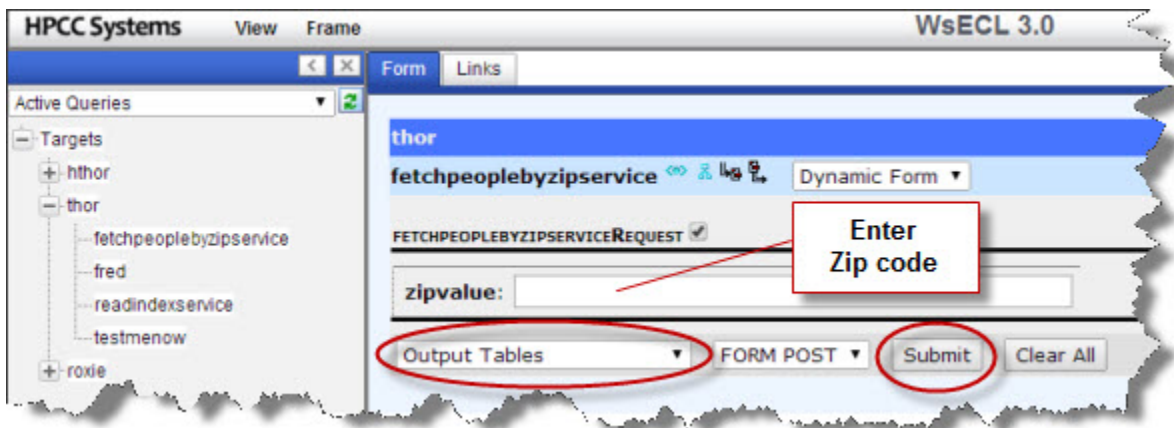 HPCC Systems View Frame WsECL 3.0
Form Links
Active Queries
Targets
hthor
thor
fetchpeoplebyzipservice
fred
readindexservice
testmenow
roxie
thor
fetchpeoplebyzipservice Dynamic Form
FETCHPEOPLEBYZIPSERVICEREQUEST
Enter
Zip code
zipvalue:
Output Tables FORM POST Submit Clear All